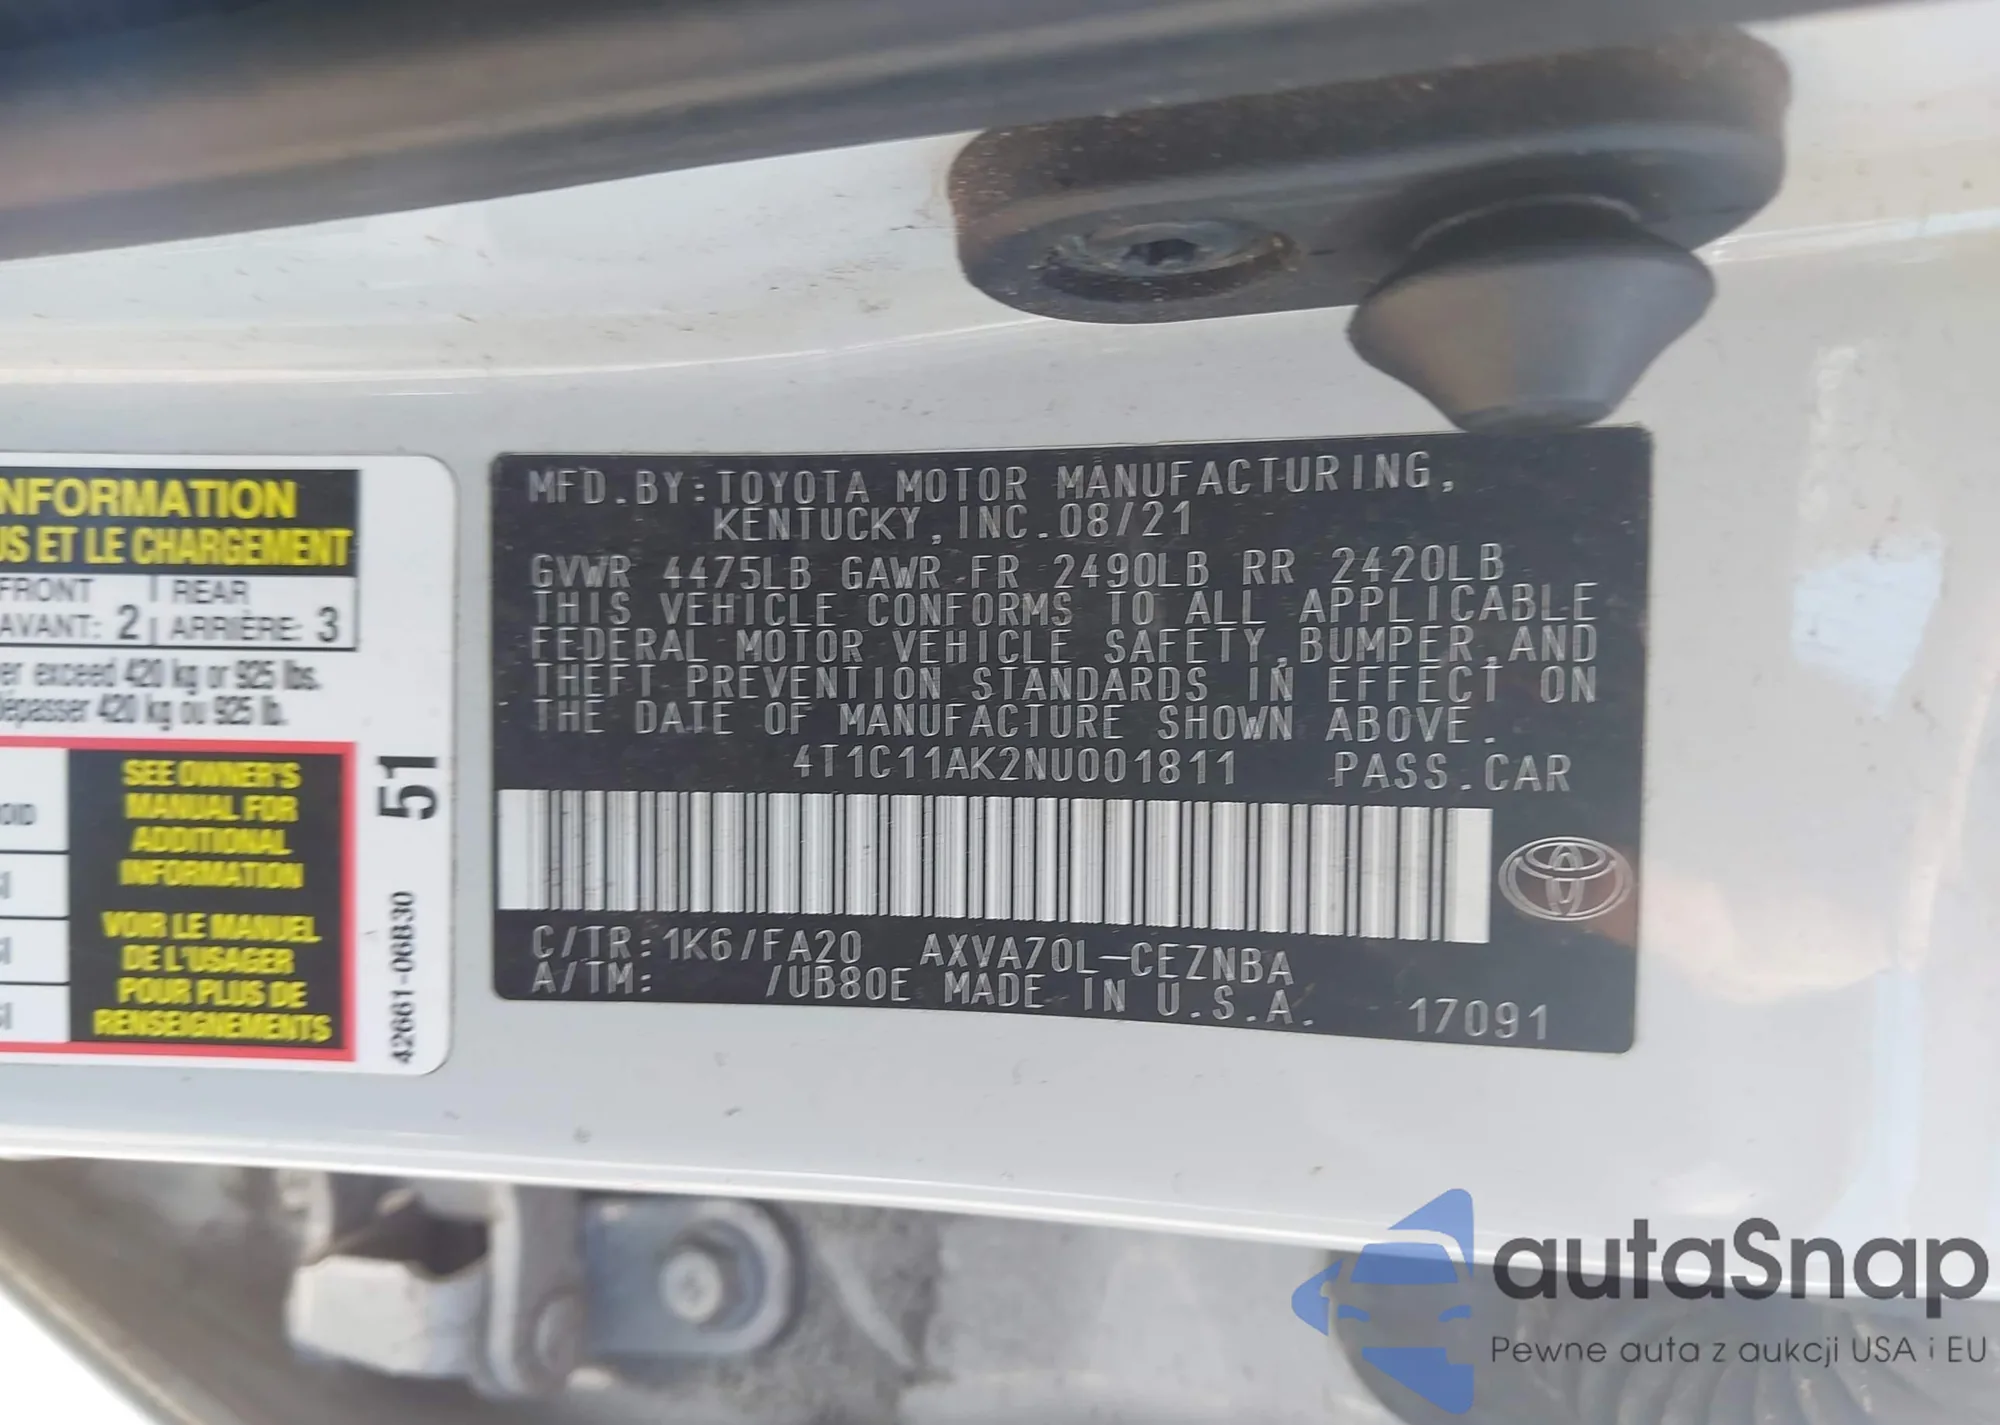 NFORMATION
US ET LE CHARGEMENT
FRONT | REAR
AVANT: 2 | ARRIÈRE: 3
er exceed 420 kg or 925 lbs.
dépasser 420 kg ou 925 lb.
SEE OWNER'S
MANUAL FOR
ADDITIONAL
INFORMATION
VOIR LE MANUEL
DE L'USAGER
POUR PLUS DE
RENSEIGNEMENTS
51
42661-06B30
MFD.BY:TOYOTA MOTOR MANUFACTURING,
KENTUCKY,INC.08/21
GVWR 4475LB GAWR FR 2490LB RR 2420LB
THIS VEHICLE CONFORMS TO ALL APPLICABLE
FEDERAL MOTOR VEHICLE SAFETY,BUMPER,AND
THEFT PREVENTION STANDARDS IN EFFECT ON
THE DATE OF MANUFACTURE SHOWN ABOVE.
4T1C11AK2NU001811 PASS.CAR
C/TR:1K6/FA20 AXVA70L-CEZNBA
A/TM: /UB80E MADE IN U.S.A. 17091
autaSnap
Pewne auta z aukcji USA i EU